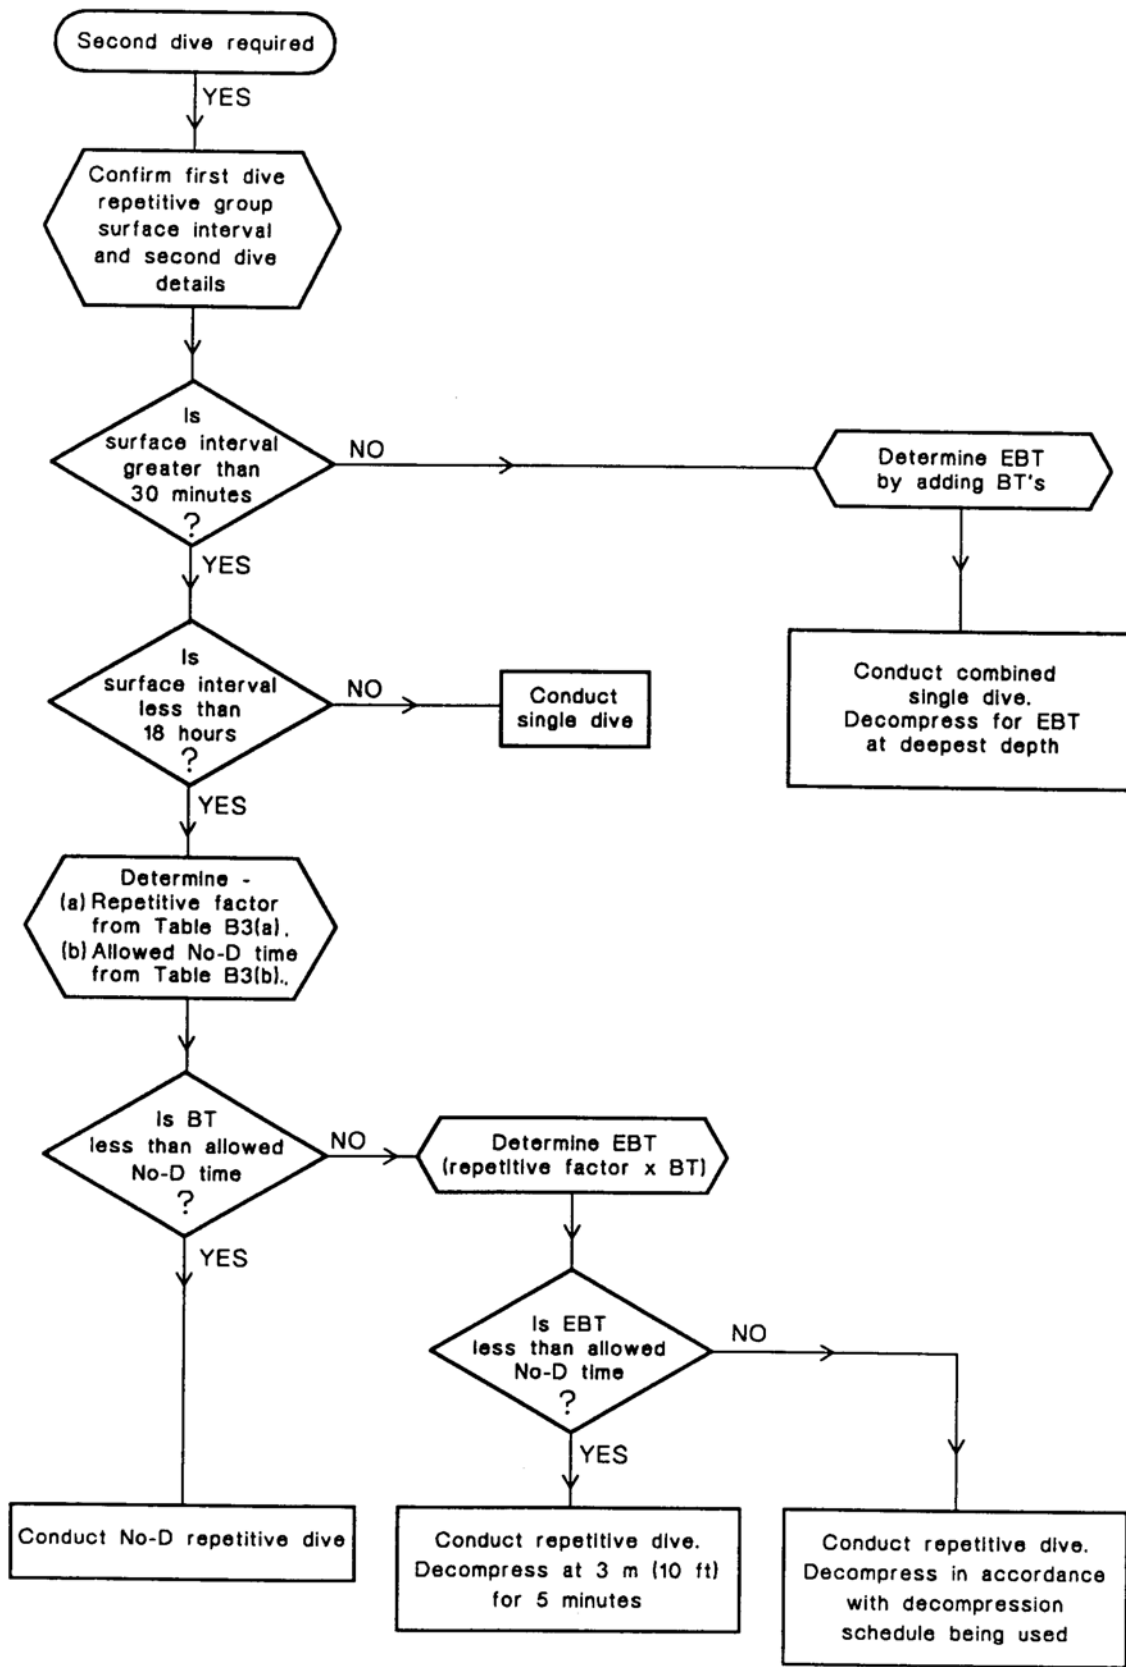 Second dive required
YES
Confirm first dive
repetitive group
surface interval
and second dive
details
Is
surface interval
greater than
30 minutes
?
NO
Determine EBT
by adding BT's
YES
Conduct combined
single dive.
Decompress for EBT
at deepest depth
Is
surface interval
less than
18 hours
?
NO
Conduct
single dive
YES
Determine -
(a) Repetitive factor
from Table B3(a).
(b) Allowed No-D time
from Table B3(b)..
Is BT
less than allowed
No-D time
?
NO
Determine EBT
(repetitive factor x BT)
YES
Is EBT
less than allowed
No-D time
?
NO
YES
Conduct No-D repetitive dive
Conduct repetitive dive.
Decompress at 3 m (10 ft)
for 5 minutes
Conduct repetitive dive.
Decompress in accordance
with decompression
schedule being used